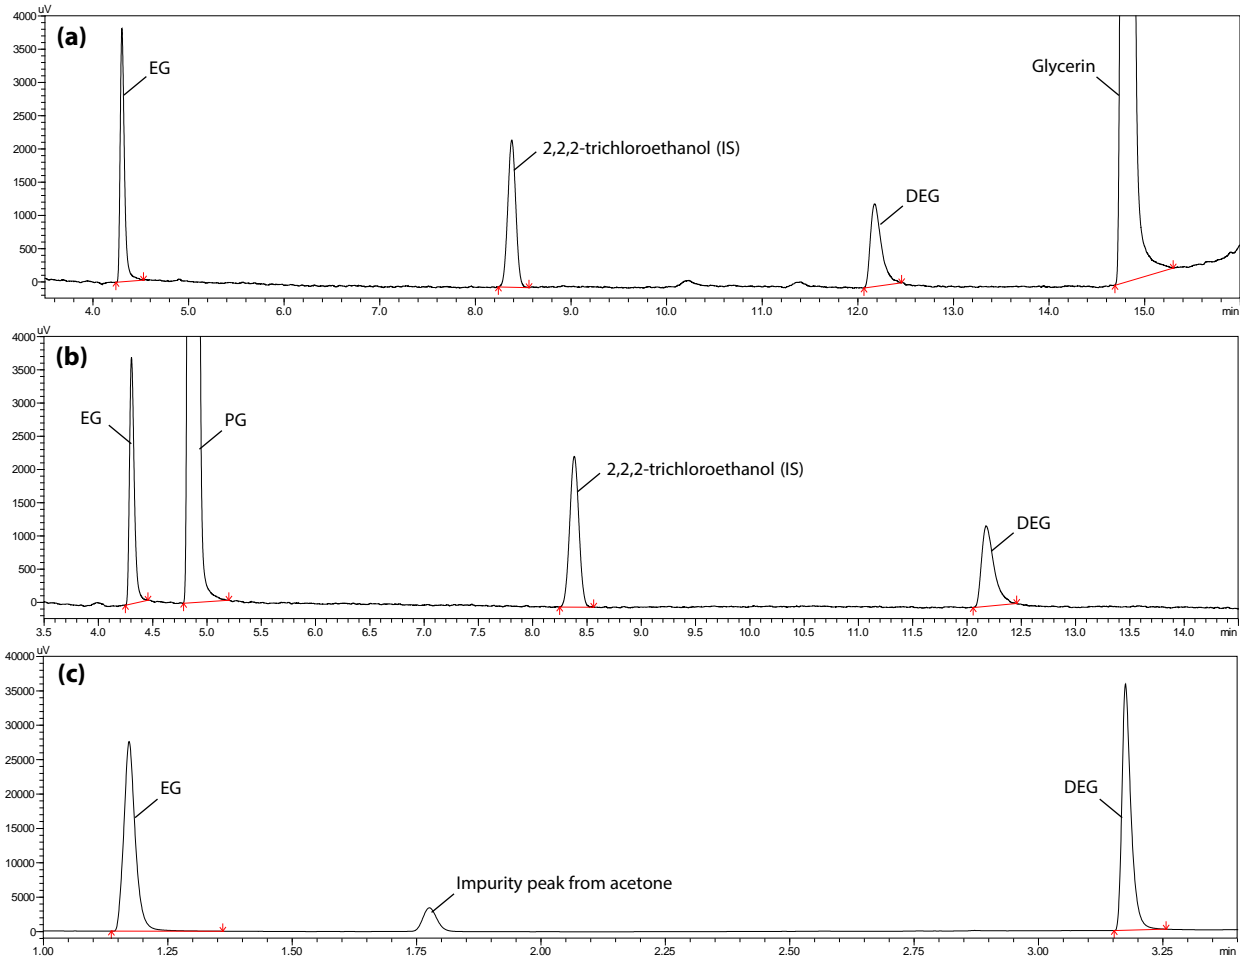 uV
4000
(a)
3500
EG
Glycerin
3000
2500
2000
2,2,2-trichloroethanol (IS)
1500
DEG
1000
500
0
4.0 5.0 6.0 7.0 8.0 9.0 10.0 11.0 12.0 13.0 14.0 15.0 min
uV
4000
(b)
3500
3000
EG PG
2500
2000
2,2,2-trichloroethanol (IS)
1500
DEG
1000
500
0
3.5 4.0 4.5 5.0 5.5 6.0 6.5 7.0 7.5 8.0 8.5 9.0 9.5 10.0 10.5 11.0 11.5 12.0 12.5 13.0 13.5 14.0 min
uV
40000
(c)
35000
30000
25000
EG DEG
20000
15000
10000
Impurity peak from acetone
5000
0
1.00 1.25 1.50 1.75 2.00 2.25 2.50 2.75 3.00 3.25 min